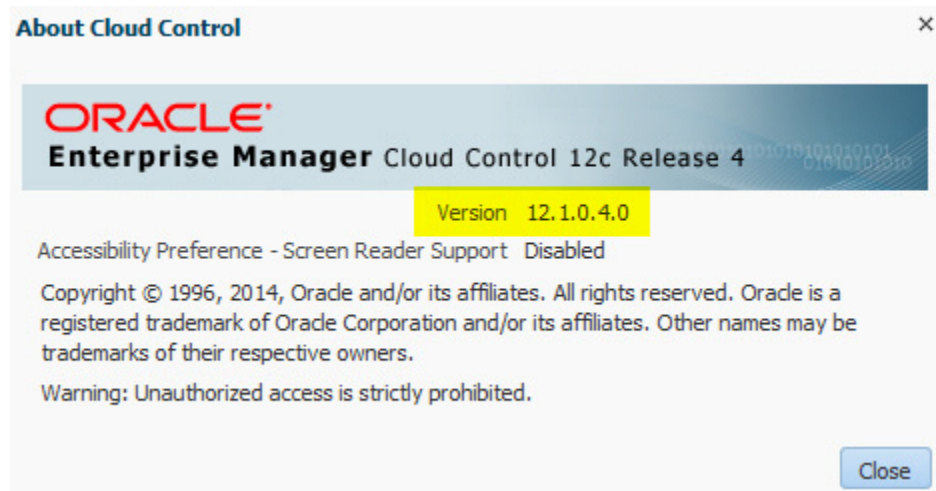 About Cloud Control
×
ORACLE
Enterprise Manager Cloud Control 12c Release 4
Version 12.1.0.4.0
Accessibility Preference - Screen Reader Support Disabled
Copyright © 1996, 2014, Oracle and/or its affiliates. All rights reserved. Oracle is a
registered trademark of Oracle Corporation and/or its affiliates. Other names may be
trademarks of their respective owners.
Warning: Unauthorized access is strictly prohibited.
Close